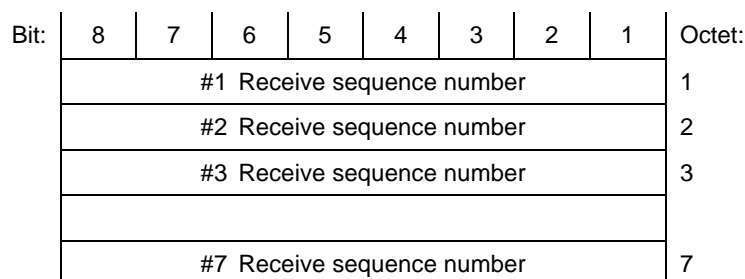 Bit: 8 7 6 5 4 3 2 1 Octet:
#1 Receive sequence number 1
#2 Receive sequence number 2
#3 Receive sequence number 3
#7 Receive sequence number 7